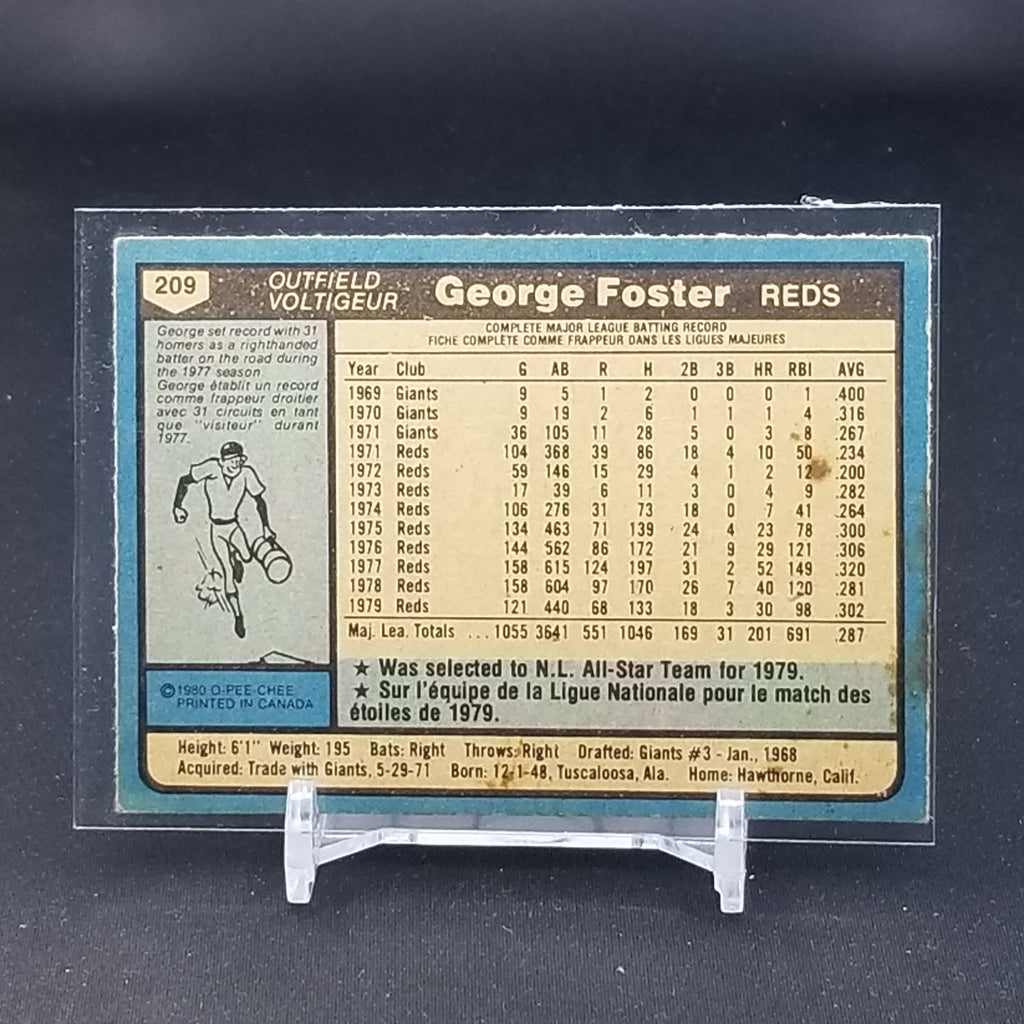 209 OUTFIELD VOLTIGEUR George Foster REDS
George set record with 31
homers as a righthanded
batter on the road during
the 1977 season.
George établit un record
comme frappeur droitier
avec 31 circuits en tant
que "visiteur" durant
1977.
©1980 O-PEE-CHEE
PRINTED IN CANADA
COMPLETE MAJOR LEAGUE BATTING RECORD
FICHE COMPLÈTE COMME FRAPPEUR DANS LES LIGUES MAJEURES
Year Club G AB R H 2B 3B HR RBI AVG
1969 Giants 9 5 1 2 0 0 0 1 .400
1970 Giants 9 19 2 6 1 1 1 4 .316
1971 Giants 36 105 11 28 5 0 3 8 .267
1971 Reds 104 368 39 86 18 4 10 50 .234
1972 Reds 59 146 15 29 4 1 2 12 .200
1973 Reds 17 39 6 11 3 0 4 9 .282
1974 Reds 106 276 31 73 18 0 7 41 .264
1975 Reds 134 463 71 139 24 4 23 78 .300
1976 Reds 144 562 86 172 21 9 29 121 .306
1977 Reds 158 615 124 197 31 2 52 149 .320
1978 Reds 158 604 97 170 26 7 40 120 .281
1979 Reds 121 440 68 133 18 3 30 98 .302
Maj. Lea. Totals ...1055 3641 551 1046 169 31 201 691 .287
★ Was selected to N.L. All-Star Team for 1979.
★ Sur l'équipe de la Ligue Nationale pour le match des
étoiles de 1979.
Height: 6'1" Weight: 195 Bats: Right Throws: Right Drafted: Giants #3 - Jan., 1968
Acquired: Trade with Giants, 5-29-71 Born: 12-1-48, Tuscaloosa, Ala. Home: Hawthorne, Calif.